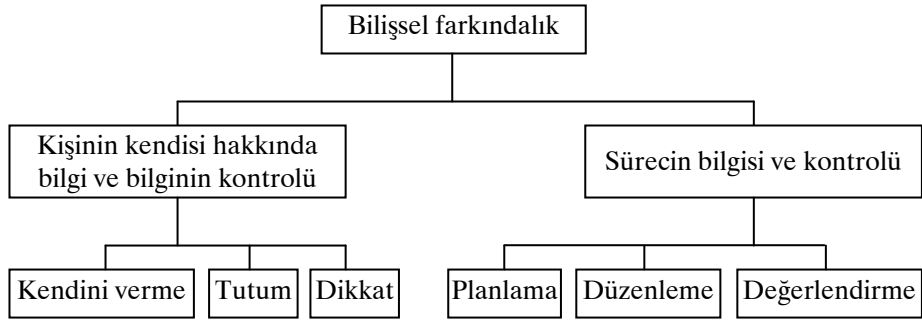 Bilişsel farkındalık
Kişinin kendisi hakkında
bilgi ve bilginin kontrolü
Sürecin bilgisi ve kontrolü
Kendini verme
Tutum
Dikkat
Planlama
Düzenleme
Değerlendirme